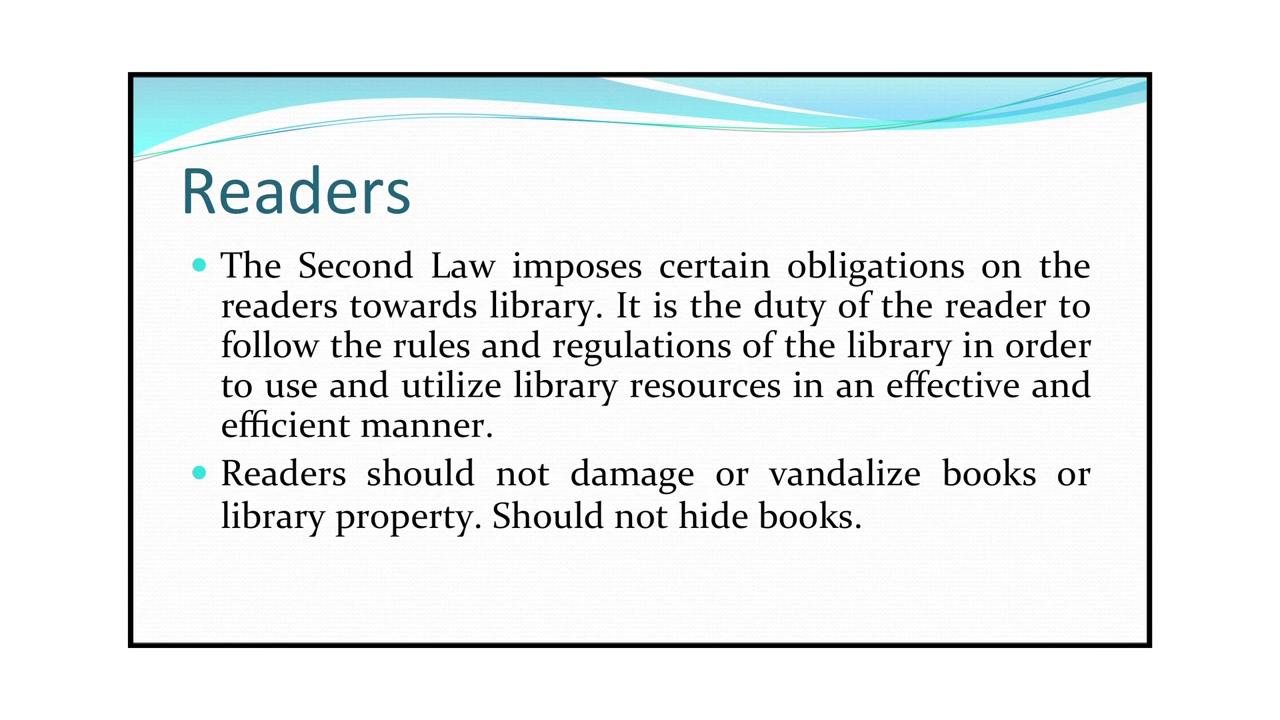 Readers
The Second Law imposes certain obligations on the
readers towards library. It is the duty of the reader to
follow the rules and regulations of the library in order
to use and utilize library resources in an effective and
efficient manner.
Readers should not damage or vandalize books or
library property. Should not hide books.